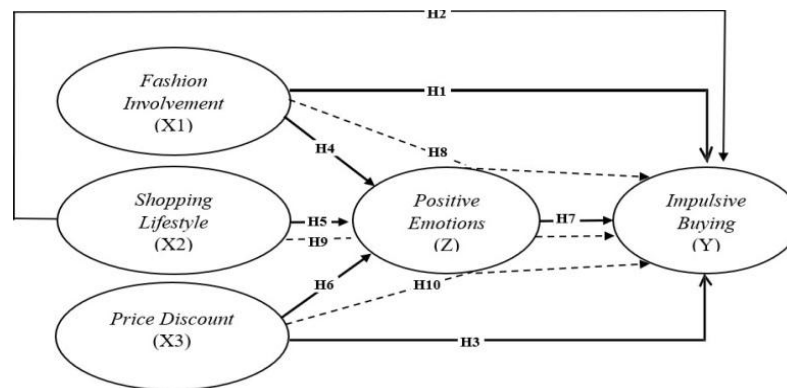 H2
Fashion
Involvement
(X1)
H1
H4
H8
Shopping
Lifestyle
(X2)
H5
H9
Positive
Emotions
(Z)
H7
Impulsive
Buying
(Y)
H6
H10
Price Discount
(X3)
H3